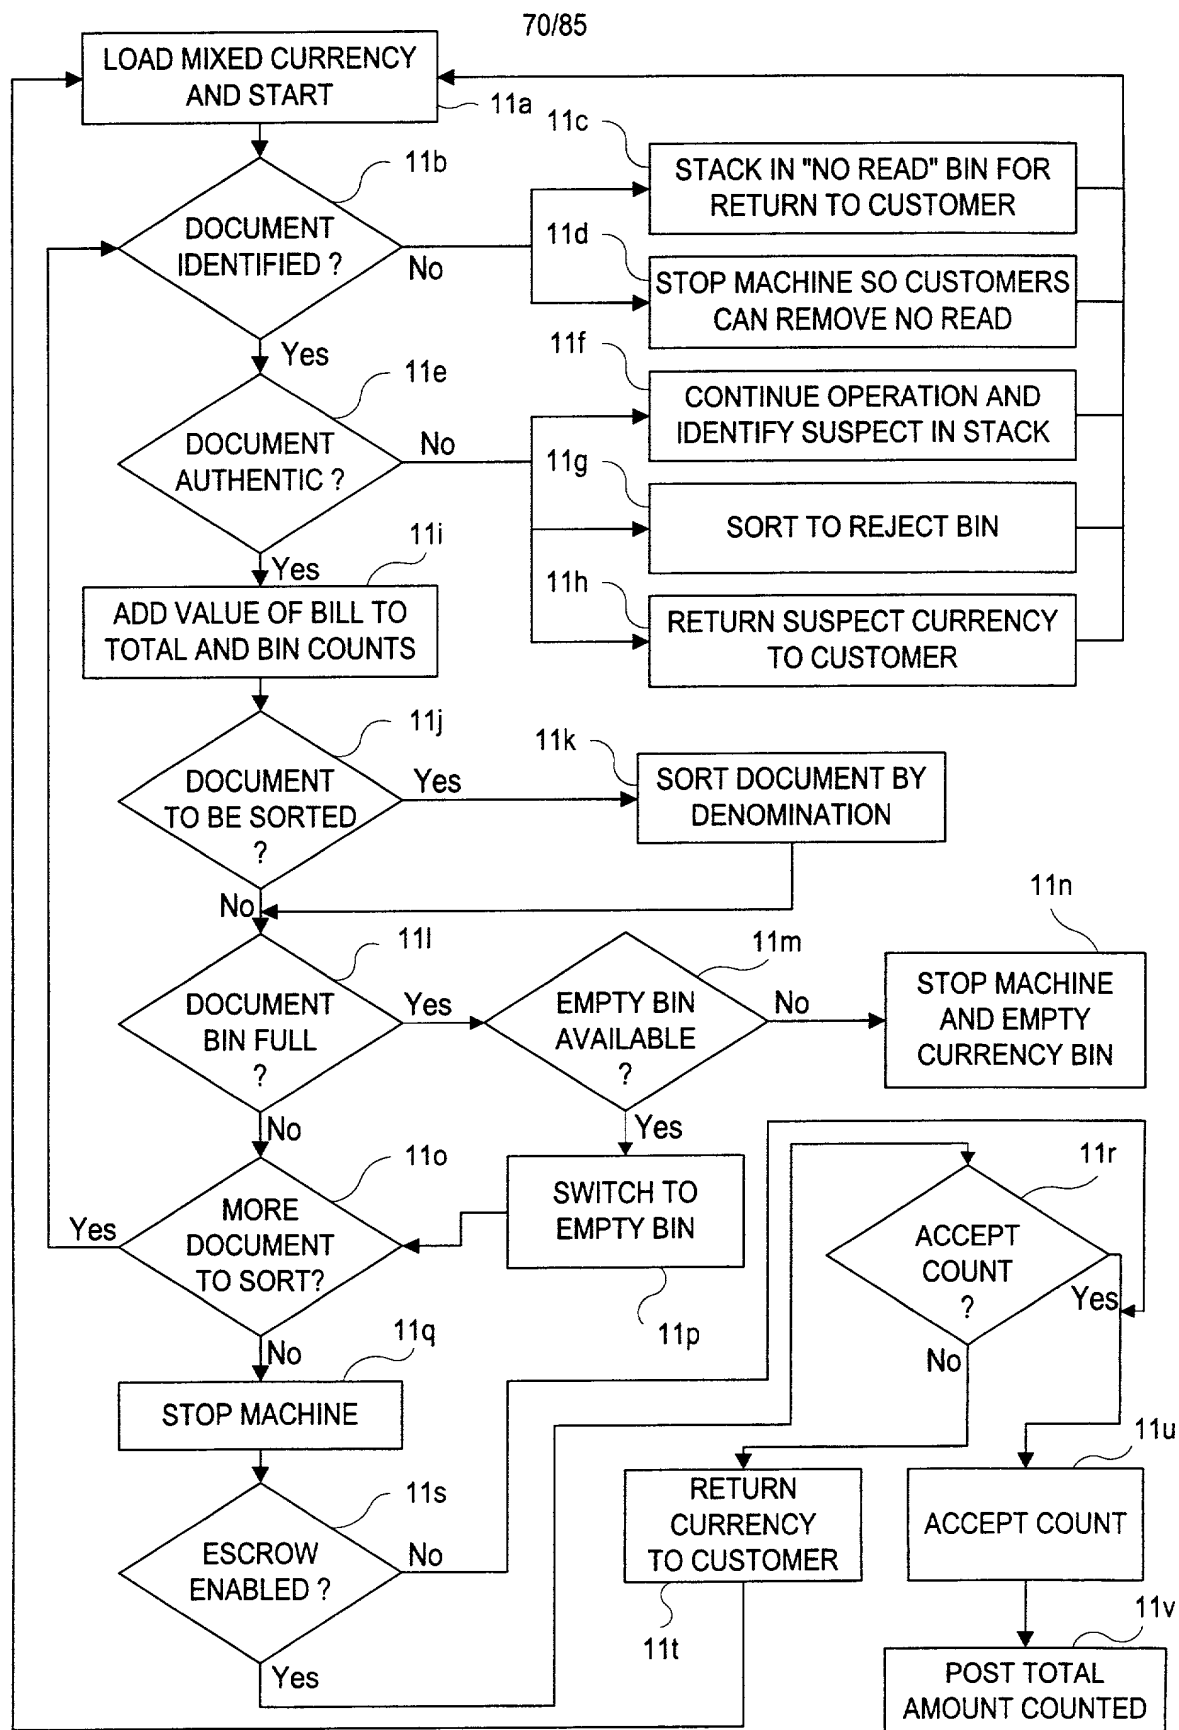 70/85
LOAD MIXED CURRENCY
AND START
11a
11b
DOCUMENT
IDENTIFIED ?
No
Yes
11c
STACK IN "NO READ" BIN FOR
RETURN TO CUSTOMER
11d
STOP MACHINE SO CUSTOMERS
CAN REMOVE NO READ
11e
DOCUMENT
AUTHENTIC ?
No
Yes
11f
CONTINUE OPERATION AND
IDENTIFY SUSPECT IN STACK
11g
SORT TO REJECT BIN
11h
RETURN SUSPECT CURRENCY
TO CUSTOMER
11i
ADD VALUE OF BILL TO
TOTAL AND BIN COUNTS
11j
DOCUMENT
TO BE SORTED
?
Yes
No
11k
SORT DOCUMENT BY
DENOMINATION
11l
DOCUMENT
BIN FULL
?
Yes
No
11m
EMPTY BIN
AVAILABLE
?
No
Yes
11n
STOP MACHINE
AND EMPTY
CURRENCY BIN
11o
MORE
DOCUMENT
TO SORT?
Yes
No
SWITCH TO
EMPTY BIN
11p
11q
STOP MACHINE
11r
ACCEPT
COUNT
?
Yes
No
11s
ESCROW
ENABLED ?
No
Yes
RETURN
CURRENCY
TO CUSTOMER
11t
11u
ACCEPT COUNT
11v
POST TOTAL
AMOUNT COUNTED